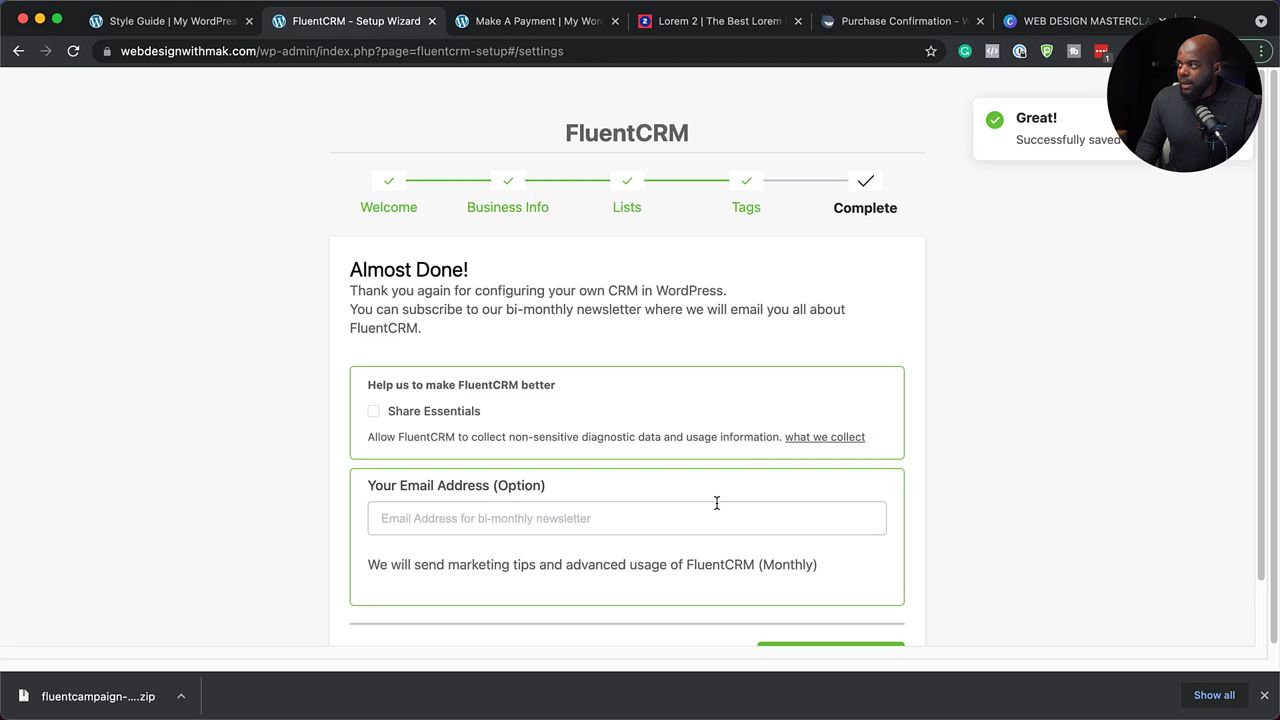 Style Guide | My WordPress
FluentCRM - Setup Wizard
Make A Payment | My Wo
Lorem 2 | The Best Lorem
Purchase Confirmation - W
WEB DESIGN MASTERCLA
webdesignwithmak.com/wp-admin/index.php?page=fluentcrm-setup#/settings
1
Great!
Successfully saved
FluentCRM
Welcome
Business Info
Lists
Tags
Complete
Almost Done!
Thank you again for configuring your own CRM in WordPress.
You can subscribe to our bi-monthly newsletter where we will email you all about
FluentCRM.
Help us to make FluentCRM better
Share Essentials
Allow FluentCRM to collect non-sensitive diagnostic data and usage information. what we collect
Your Email Address (Option)
Email Address for bi-monthly newsletter
We will send marketing tips and advanced usage of FluentCRM (Monthly)
fluentcampaign-....zip
Show all